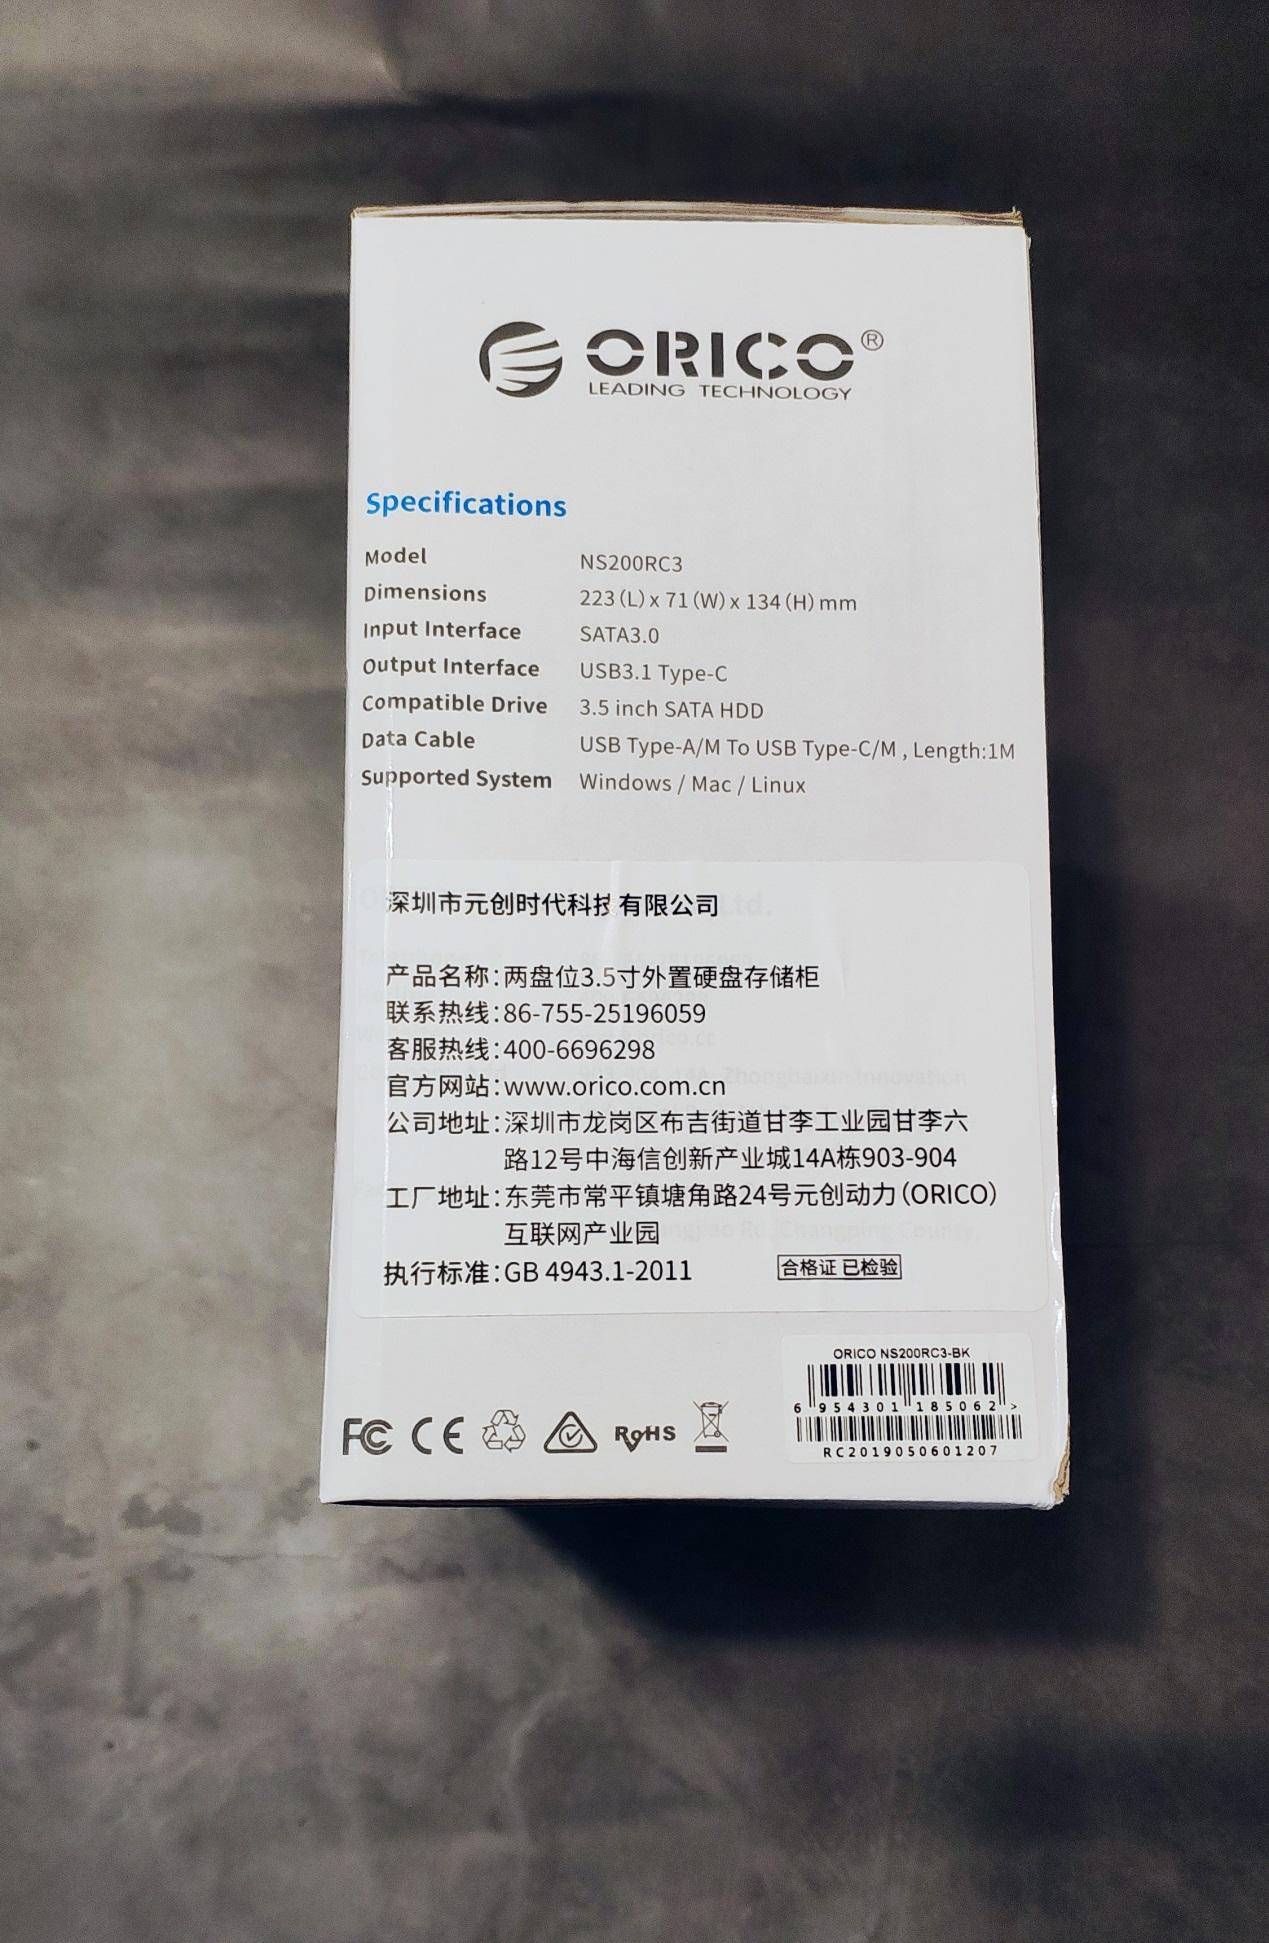 ORICO®
LEADING TECHNOLOGY
Specifications
Model NS200RC3
Dimensions 223(L) x 71(W) x 134(H) mm
Input Interface SATA3.0
Output Interface USB3.1 Type-C
Compatible Drive 3.5 inch SATA HDD
Data Cable USB Type-A/M To USB Type-C/M , Length:1M
Supported System Windows / Mac / Linux
深圳市元创时代科技有限公司
产品名称:两盘位3.5寸外置硬盘存储柜
联系热线:86-755-25196059
客服热线:400-6696298
官方网站:www.orico.com.cn
公司地址:深圳市龙岗区布吉街道甘李工业园甘李六
路12号中海信创新产业城14A栋903-904
工厂地址:东莞市常平镇塘角路24号元创动力(ORICO)
互联网产业园
执行标准:GB 4943.1-2011 合格证 已检验
ORICO NS200RC3-BK
6 954301 185062 >
RC2019050601207
FC CE RoHS